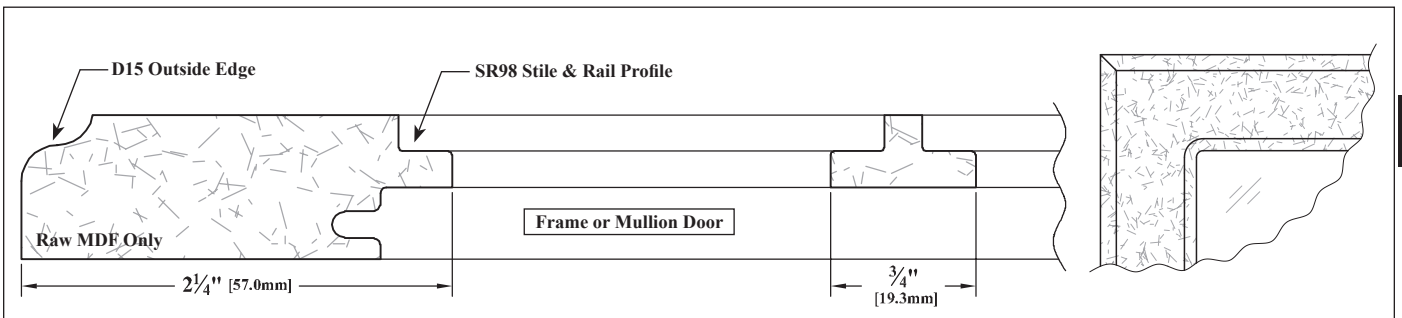 D15 Outside Edge
SR98 Stile & Rail Profile
Raw MDF Only
Frame or Mullion Door
2¼" [57.0mm]
¾"
[19.3mm]